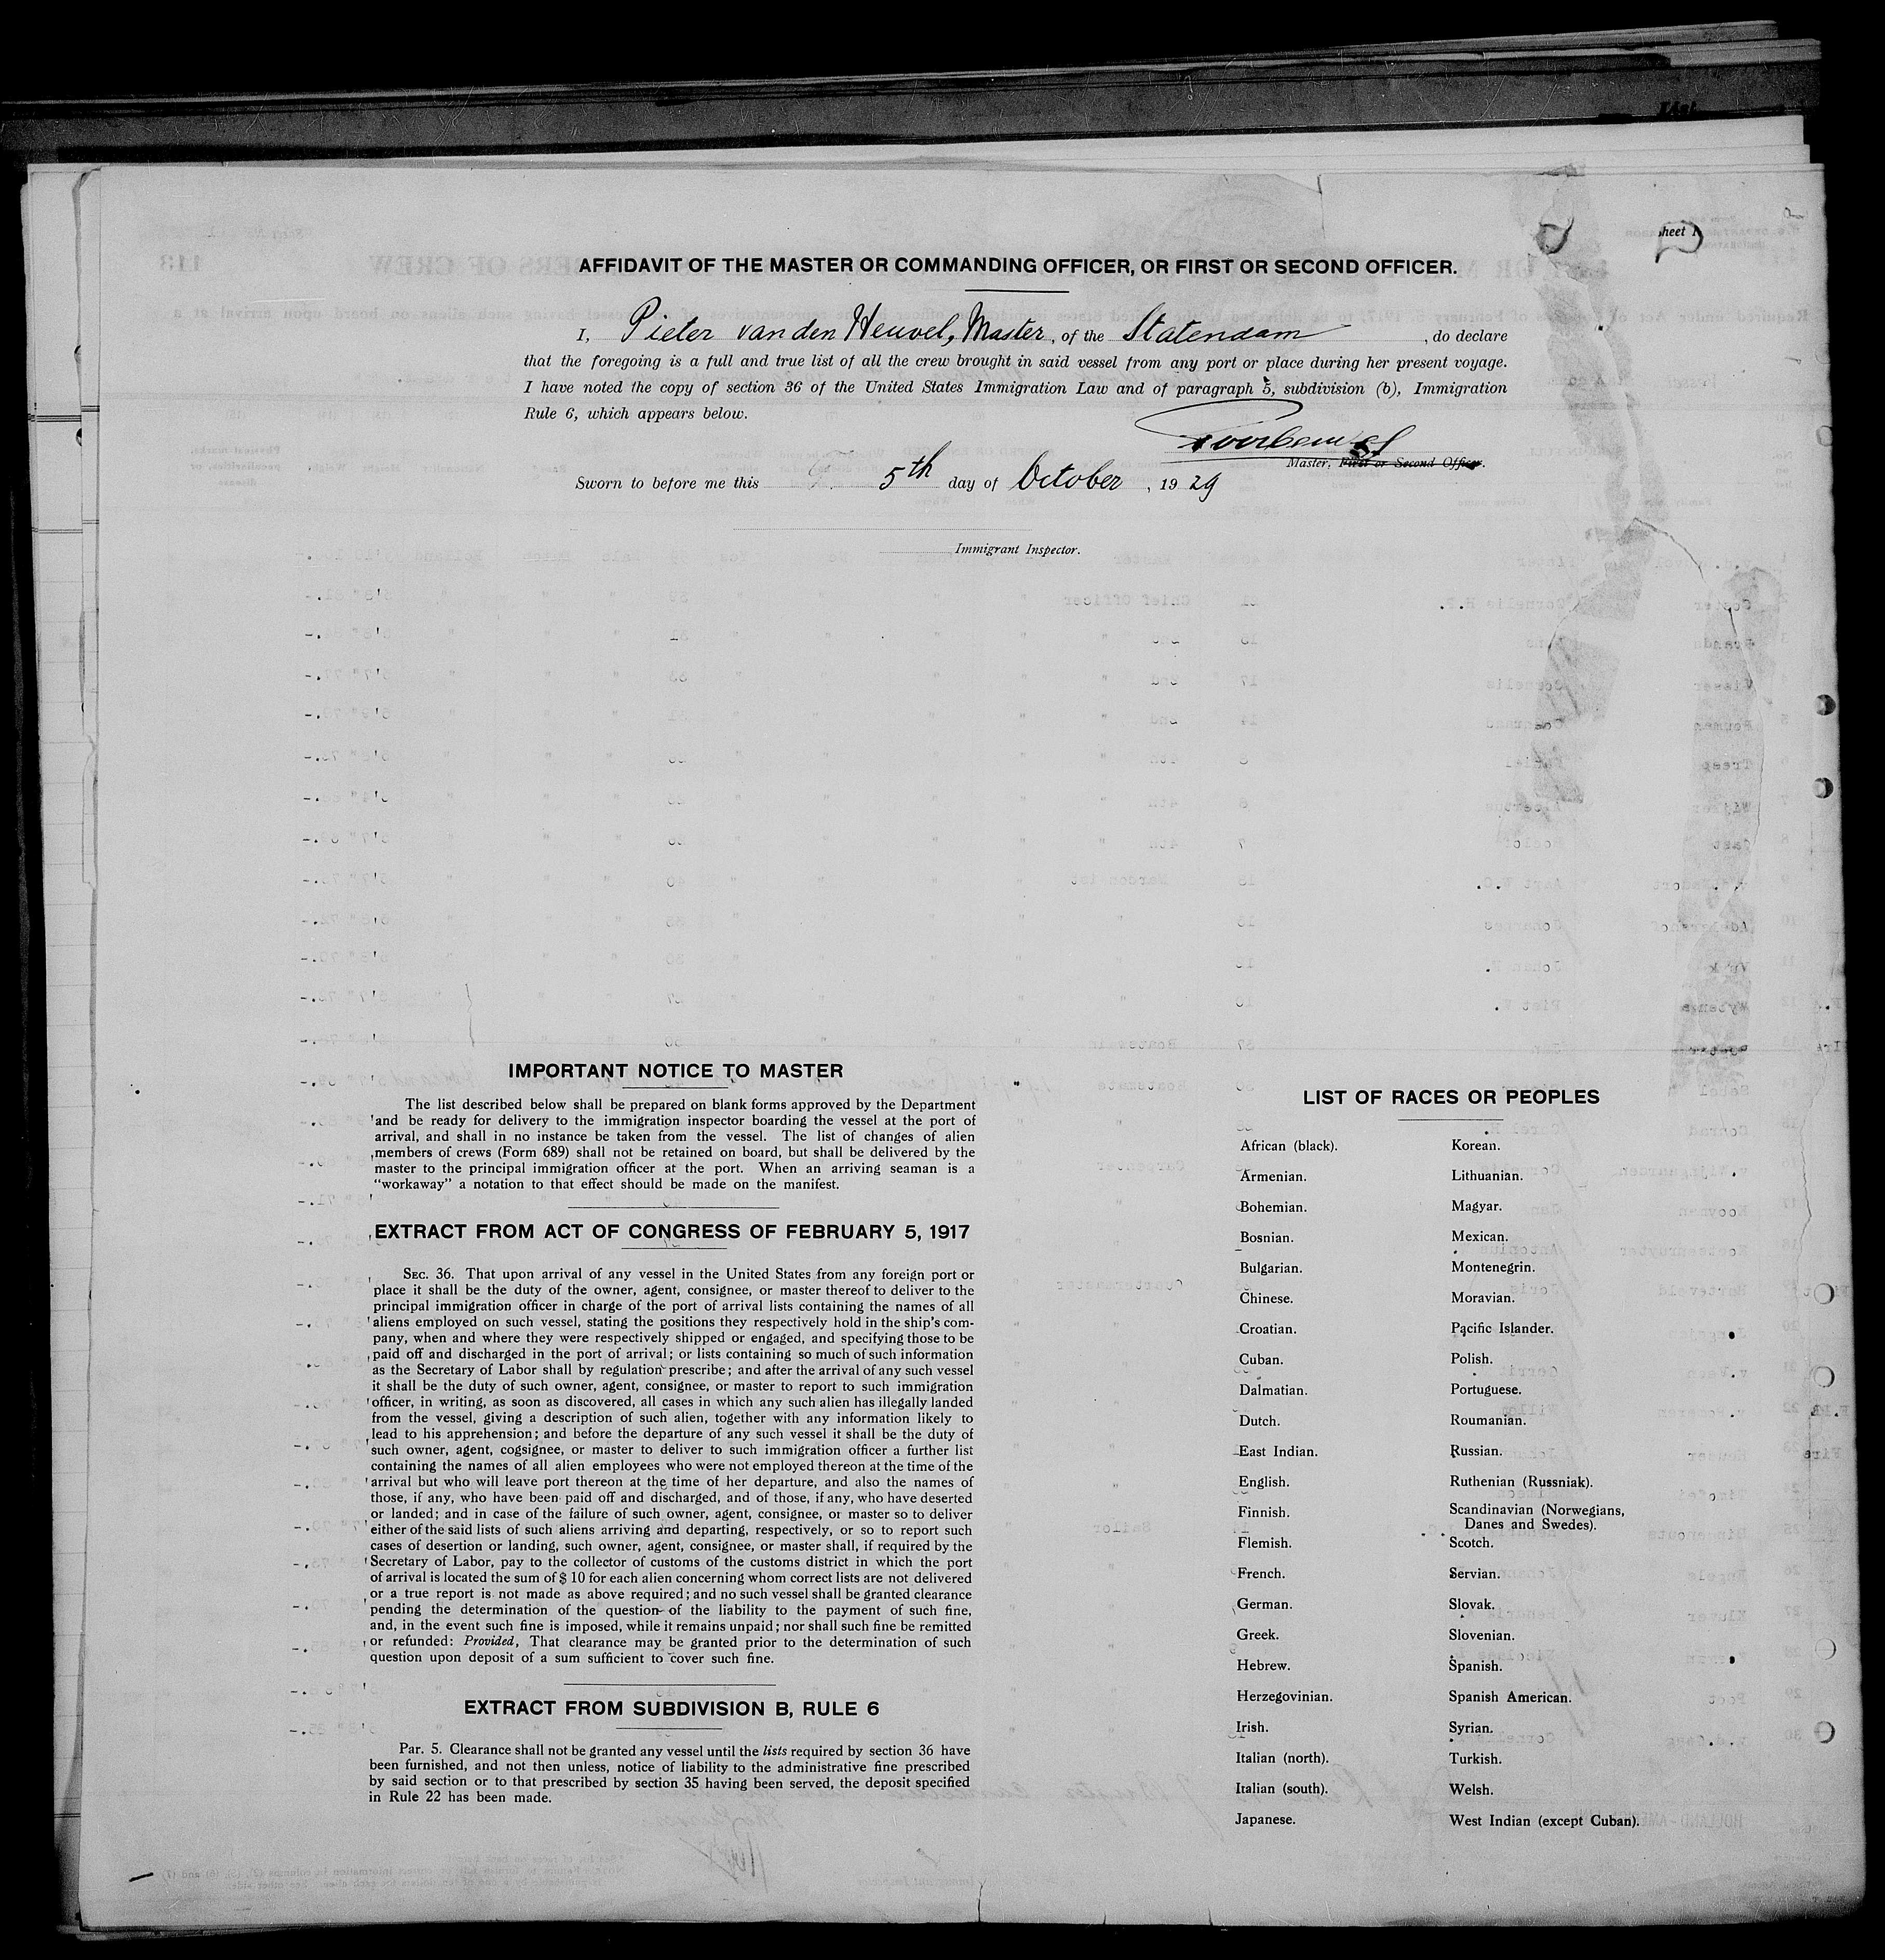 heet
AFFIDAVIT OF THE MASTER OR COMMANDING OFFICER, OR FIRST OR SECOND OFFICER.
I, Pieter van den Heuvel, Master, of the Statendam, do declare
that the foregoing is a full and true list of all the crew brought in said vessel from any port or place during her present voyage.
I have noted the copy of section 36 of the United States Immigration Law and of paragraph 5, subdivision (b), Immigration
Rule 6, which appears below.
Master, First or Second Officer.
Sworn to before me this 5th day of October, 1929
Immigrant Inspector.
IMPORTANT NOTICE TO MASTER
The list described below shall be prepared on blank forms approved by the Department
and be ready for delivery to the immigration inspector boarding the vessel at the port of
arrival, and shall in no instance be taken from the vessel. The list of changes of alien
members of crews (Form 689) shall not be retained on board, but shall be delivered by the
master to the principal immigration officer at the port. When an arriving seaman is a
"workaway" a notation to that effect should be made on the manifest.
EXTRACT FROM ACT OF CONGRESS OF FEBRUARY 5, 1917
SEC. 36. That upon arrival of any vessel in the United States from any foreign port or
place it shall be the duty of the owner, agent, consignee, or master thereof to deliver to the
principal immigration officer in charge of the port of arrival lists containing the names of all
aliens employed on such vessel, stating the positions they respectively hold in the ship's com-
pany, when and where they were respectively shipped or engaged, and specifying those to be
paid off and discharged in the port of arrival; or lists containing so much of such information
as the Secretary of Labor shall by regulation prescribe; and after the arrival of any such vessel
it shall be the duty of such owner, agent, consignee, or master to report to such immigration
officer, in writing, as soon as discovered, all cases in which any such alien has illegally landed
from the vessel, giving a description of such alien, together with any information likely to
lead to his apprehension; and before the departure of any such vessel it shall be the duty of
such owner, agent, cogsignee, or master to deliver to such immigration officer a further list
containing the names of all alien employees who were not employed thereon at the time of the
arrival but who will leave port thereon at the time of her departure, and also the names of
those, if any, who have been paid off and discharged, and of those, if any, who have deserted
or landed; and in case of the failure of such owner, agent, consignee, or master so to deliver
either of the said lists of such aliens arriving and departing, respectively, or so to report such
cases of desertion or landing, such owner, agent, consignee, or master shall, if required by the
Secretary of Labor, pay to the collector of customs of the customs district in which the port
of arrival is located the sum of $10 for each alien concerning whom correct lists are not delivered
or a true report is not made as above required; and no such vessel shall be granted clearance
pending the determination of the question of the liability to the payment of such fine,
and, in the event such fine is imposed, while it remains unpaid; nor shall such fine be remitted
or refunded: Provided, That clearance may be granted prior to the determination of such
question upon deposit of a sum sufficient to cover such fine.
EXTRACT FROM SUBDIVISION B, RULE 6
Par. 5. Clearance shall not be granted any vessel until the lists required by section 36 have
been furnished, and not then unless, notice of liability to the administrative fine prescribed
by said section or to that prescribed by section 35 having been served, the deposit specified
in Rule 22 has been made.
LIST OF RACES OR PEOPLES
African (black).
Armenian.
Bohemian.
Bosnian.
Bulgarian.
Chinese.
Croatian.
Cuban.
Dalmatian.
Dutch.
East Indian.
English.
Finnish.
Flemish.
French.
German.
Greek.
Hebrew.
Herzegovinian.
Irish.
Italian (north).
Italian (south).
Japanese.
Korean.
Lithuanian.
Magyar.
Mexican.
Montenegrin.
Moravian.
Pacific Islander.
Polish.
Portuguese.
Roumanian.
Russian.
Ruthenian (Russniak).
Scandinavian (Norwegians,
Danes and Swedes).
Scotch.
Servian.
Slovak.
Slovenian.
Spanish.
Spanish American.
Syrian.
Turkish.
Welsh.
West Indian (except Cuban).